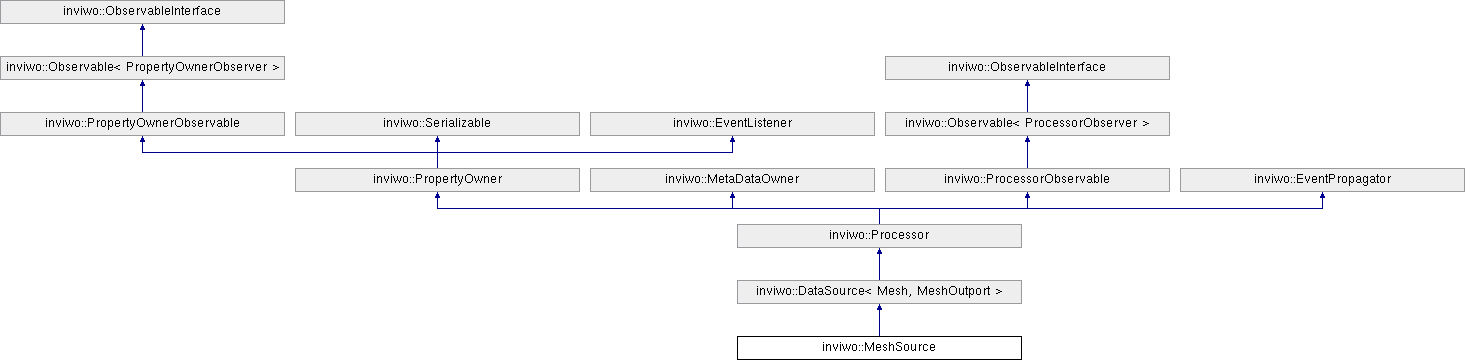 inviwo::ObservableInterface
inviwo::Observable< PropertyOwnerObserver >
inviwo::ObservableInterface
inviwo::PropertyOwnerObservable
inviwo::Serializable
inviwo::EventListener
inviwo::Observable< ProcessorObserver >
inviwo::PropertyOwner
inviwo::MetaDataOwner
inviwo::ProcessorObservable
inviwo::EventPropagator
inviwo::Processor
inviwo::DataSource< Mesh, MeshOutport >
inviwo::MeshSource